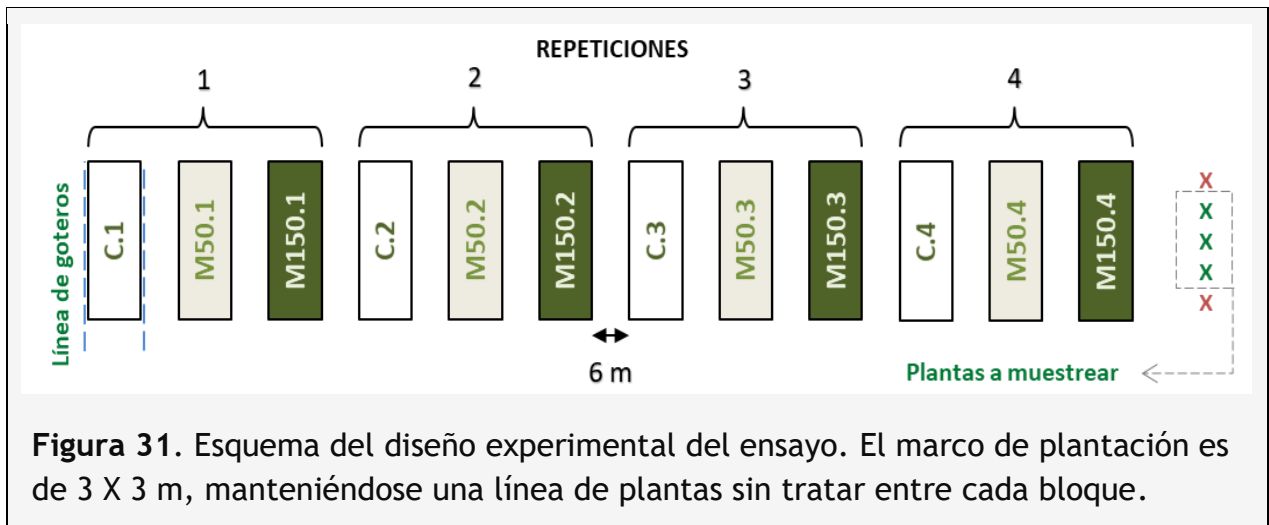 REPETICIONES
1 2 3 4
Línea de goteros
C.1
M50.1
M150.1
C.2
M50.2
M150.2
C.3
M50.3
M150.3
C.4
M50.4
M150.4
X
X
X
X
X
6 m
Plantas a muestrear
Figura 31. Esquema del diseño experimental del ensayo. El marco de plantación es
de 3 X 3 m, manteniéndose una línea de plantas sin tratar entre cada bloque.